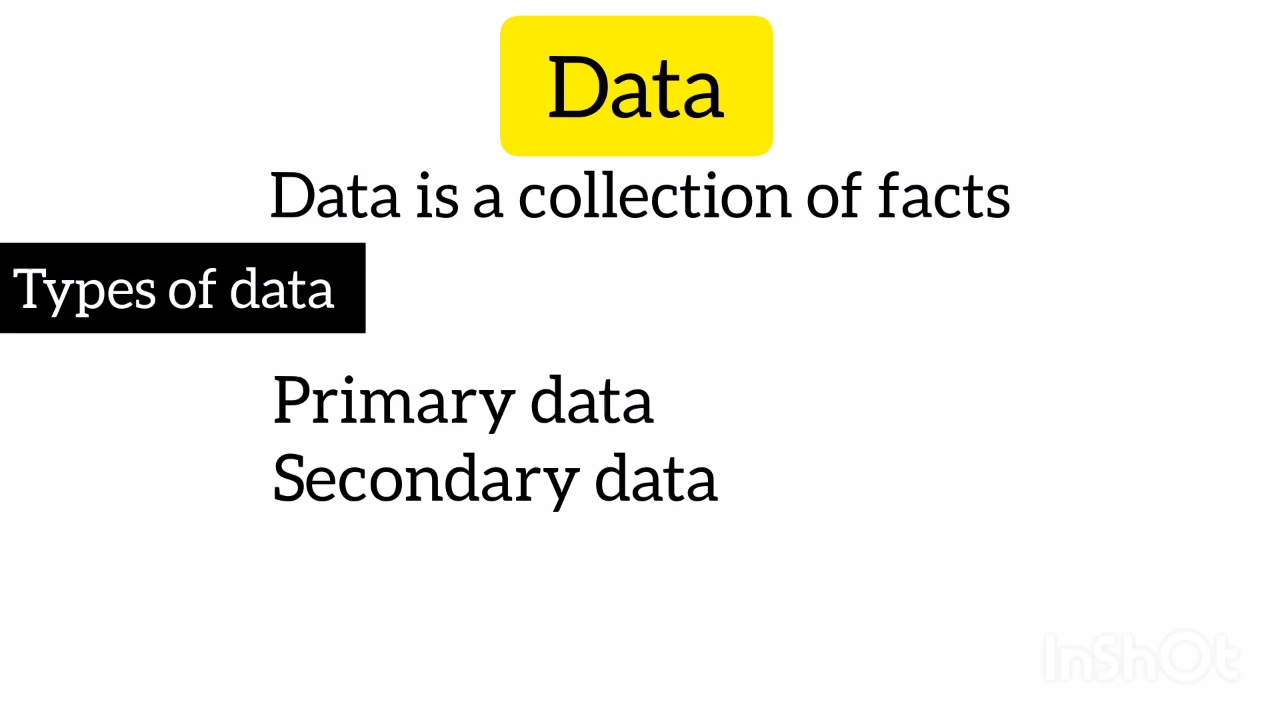 Data
Data is a collection of facts
Types of data
Primary data
Secondary data
InShOt